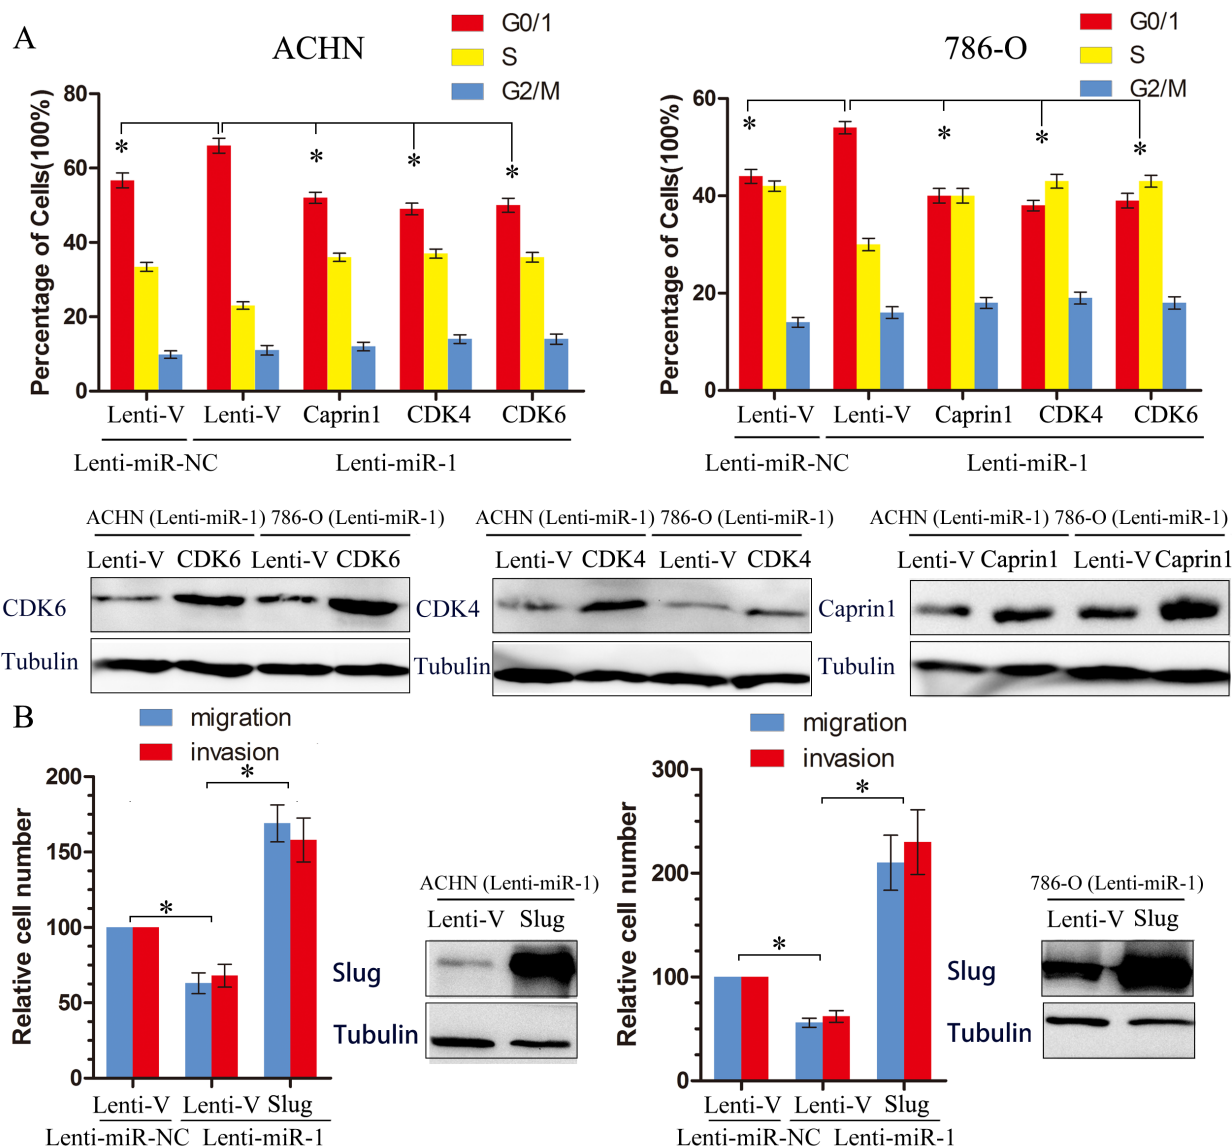 A
ACHN
G0/1
S
G2/M
Percentage of Cells(100%)
80
60
40
20
0
*
*
*
*
Lenti-V Lenti-V Caprin1 CDK4 CDK6
Lenti-miR-NC Lenti-miR-1
786-O
G0/1
S
G2/M
Percentage of Cells(100%)
60
40
20
0
*
*
*
*
Lenti-V Lenti-V Caprin1 CDK4 CDK6
Lenti-miR-NC Lenti-miR-1
ACHN (Lenti-miR-1) 786-O (Lenti-miR-1)
Lenti-V CDK6 Lenti-V CDK6
CDK6
Tubulin
ACHN (Lenti-miR-1) 786-O (Lenti-miR-1)
Lenti-V CDK4 Lenti-V CDK4
CDK4
Tubulin
ACHN (Lenti-miR-1) 786-O (Lenti-miR-1)
Lenti-V Caprin1 Lenti-V Caprin1
Caprin1
Tubulin
B
migration
invasion
Relative cell number
200
150
100
50
0
*
*
Lenti-V Lenti-V Slug
Lenti-miR-NC Lenti-miR-1
ACHN (Lenti-miR-1)
Lenti-V Slug
Slug
Tubulin
migration
invasion
Relative cell number
300
200
100
0
*
*
Lenti-V Lenti-V Slug
Lenti-miR-NC Lenti-miR-1
786-O (Lenti-miR-1)
Lenti-V Slug
Slug
Tubulin